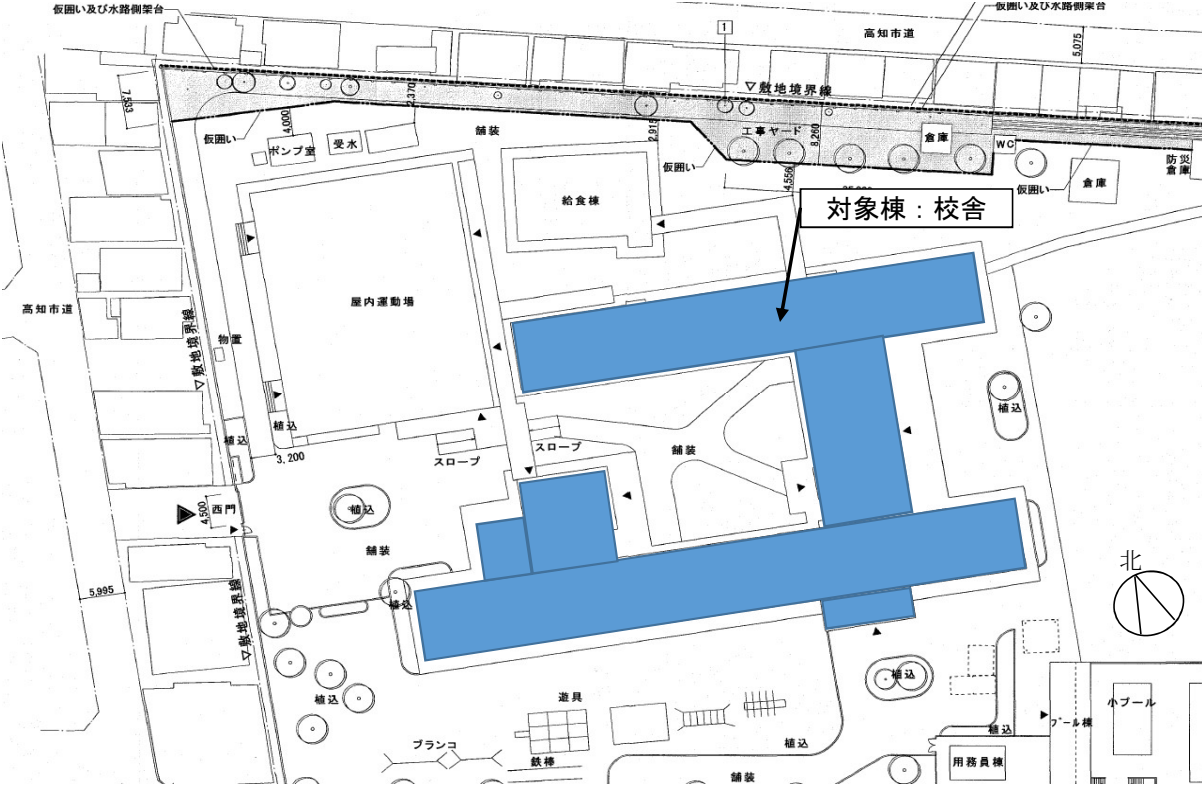 仮囲い及び水路側架台
仮囲い及び水路側架台
1
高知市道
5,075
▽敷地境界線
7,533
2,370
4,000
仮囲い
ポンプ室
受水
舗装
2,915
工事ヤード
8,260
倉庫
WC
防災
倉庫
仮囲い
4,556
仮囲い
倉庫
給食棟
対象棟：校舎
屋内運動場
高知市道
▽敷地境界線
物置
植込
植込
植込
3,200
スロープ
スロープ
舗装
西門
4,500
植込
舗装
北
5,995
▽敷地境界線
植込
植込
植込
遊具
小プール
プール棟
ブランコ
鉄棒
植込
植込
用務員棟
舗装